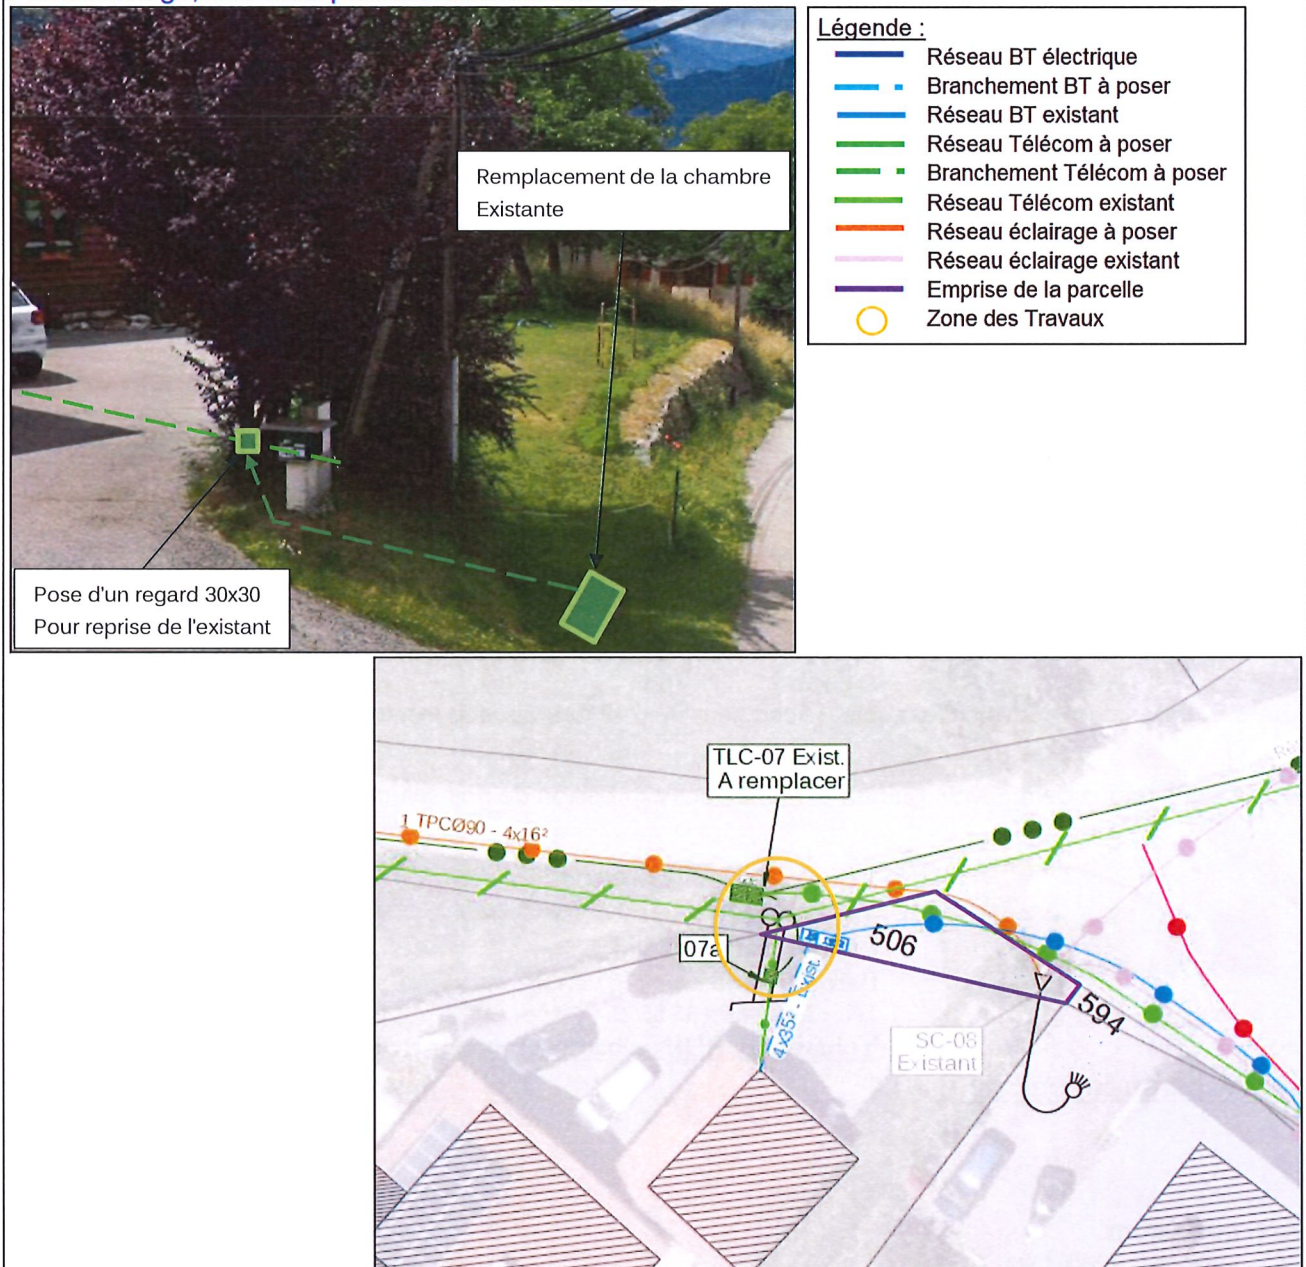 Remplacement de la chambre
Existante
Pose d'un regard 30x30
Pour reprise de l'existant
Légende :
Réseau BT électrique
Branchement BT à poser
Réseau BT existant
Réseau Télécom à poser
Branchement Télécom à poser
Réseau Télécom existant
Réseau éclairage à poser
Réseau éclairage existant
Emprise de la parcelle
Zone des Travaux
TLC-07 Exist.
A remplacer
1 TPCØ90 - 4x16²
07a
506
594
4x35² - Exist.
SC-08
Existant